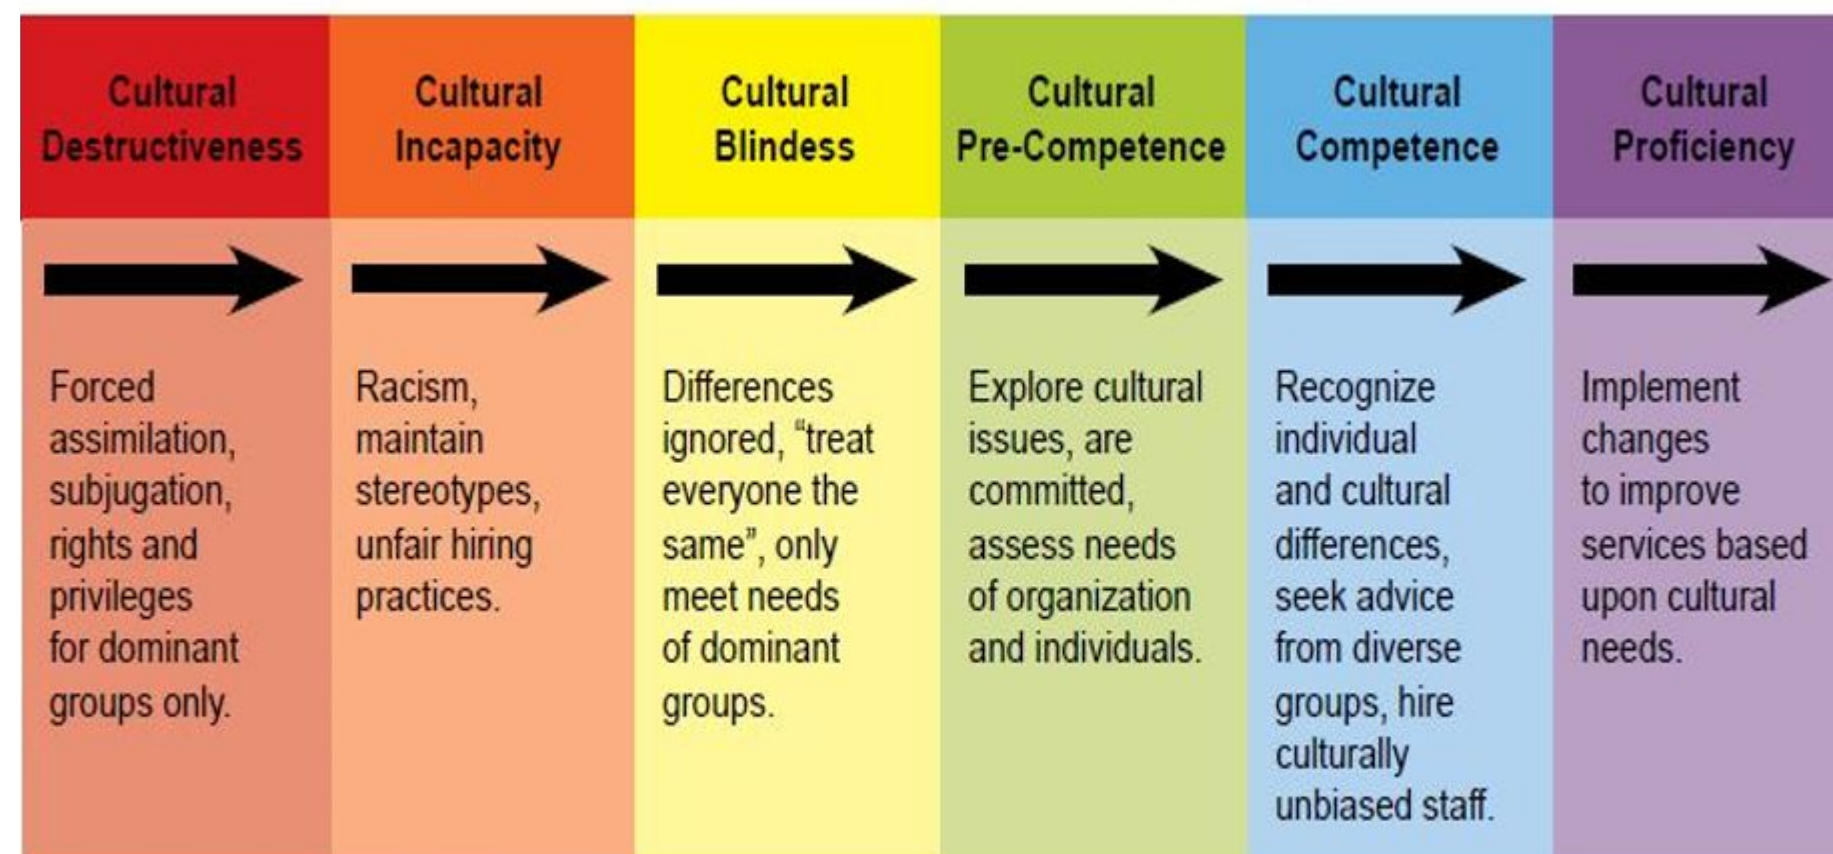 Cultural
Destructiveness
Cultural
Incapacity
Cultural
Blindess
Cultural
Pre-Competence
Cultural
Competence
Cultural
Proficiency
Forced
assimilation,
subjugation,
rights and
privileges
for dominant
groups only.
Racism,
maintain
stereotypes,
unfair hiring
practices.
Differences
ignored, “treat
everyone the
same”, only
meet needs
of dominant
groups.
Explore cultural
issues, are
committed,
assess needs
of organization
and individuals.
Recognize
individual
and cultural
differences,
seek advice
from diverse
groups, hire
culturally
unbiased staff.
Implement
changes
to improve
services based
upon cultural
needs.